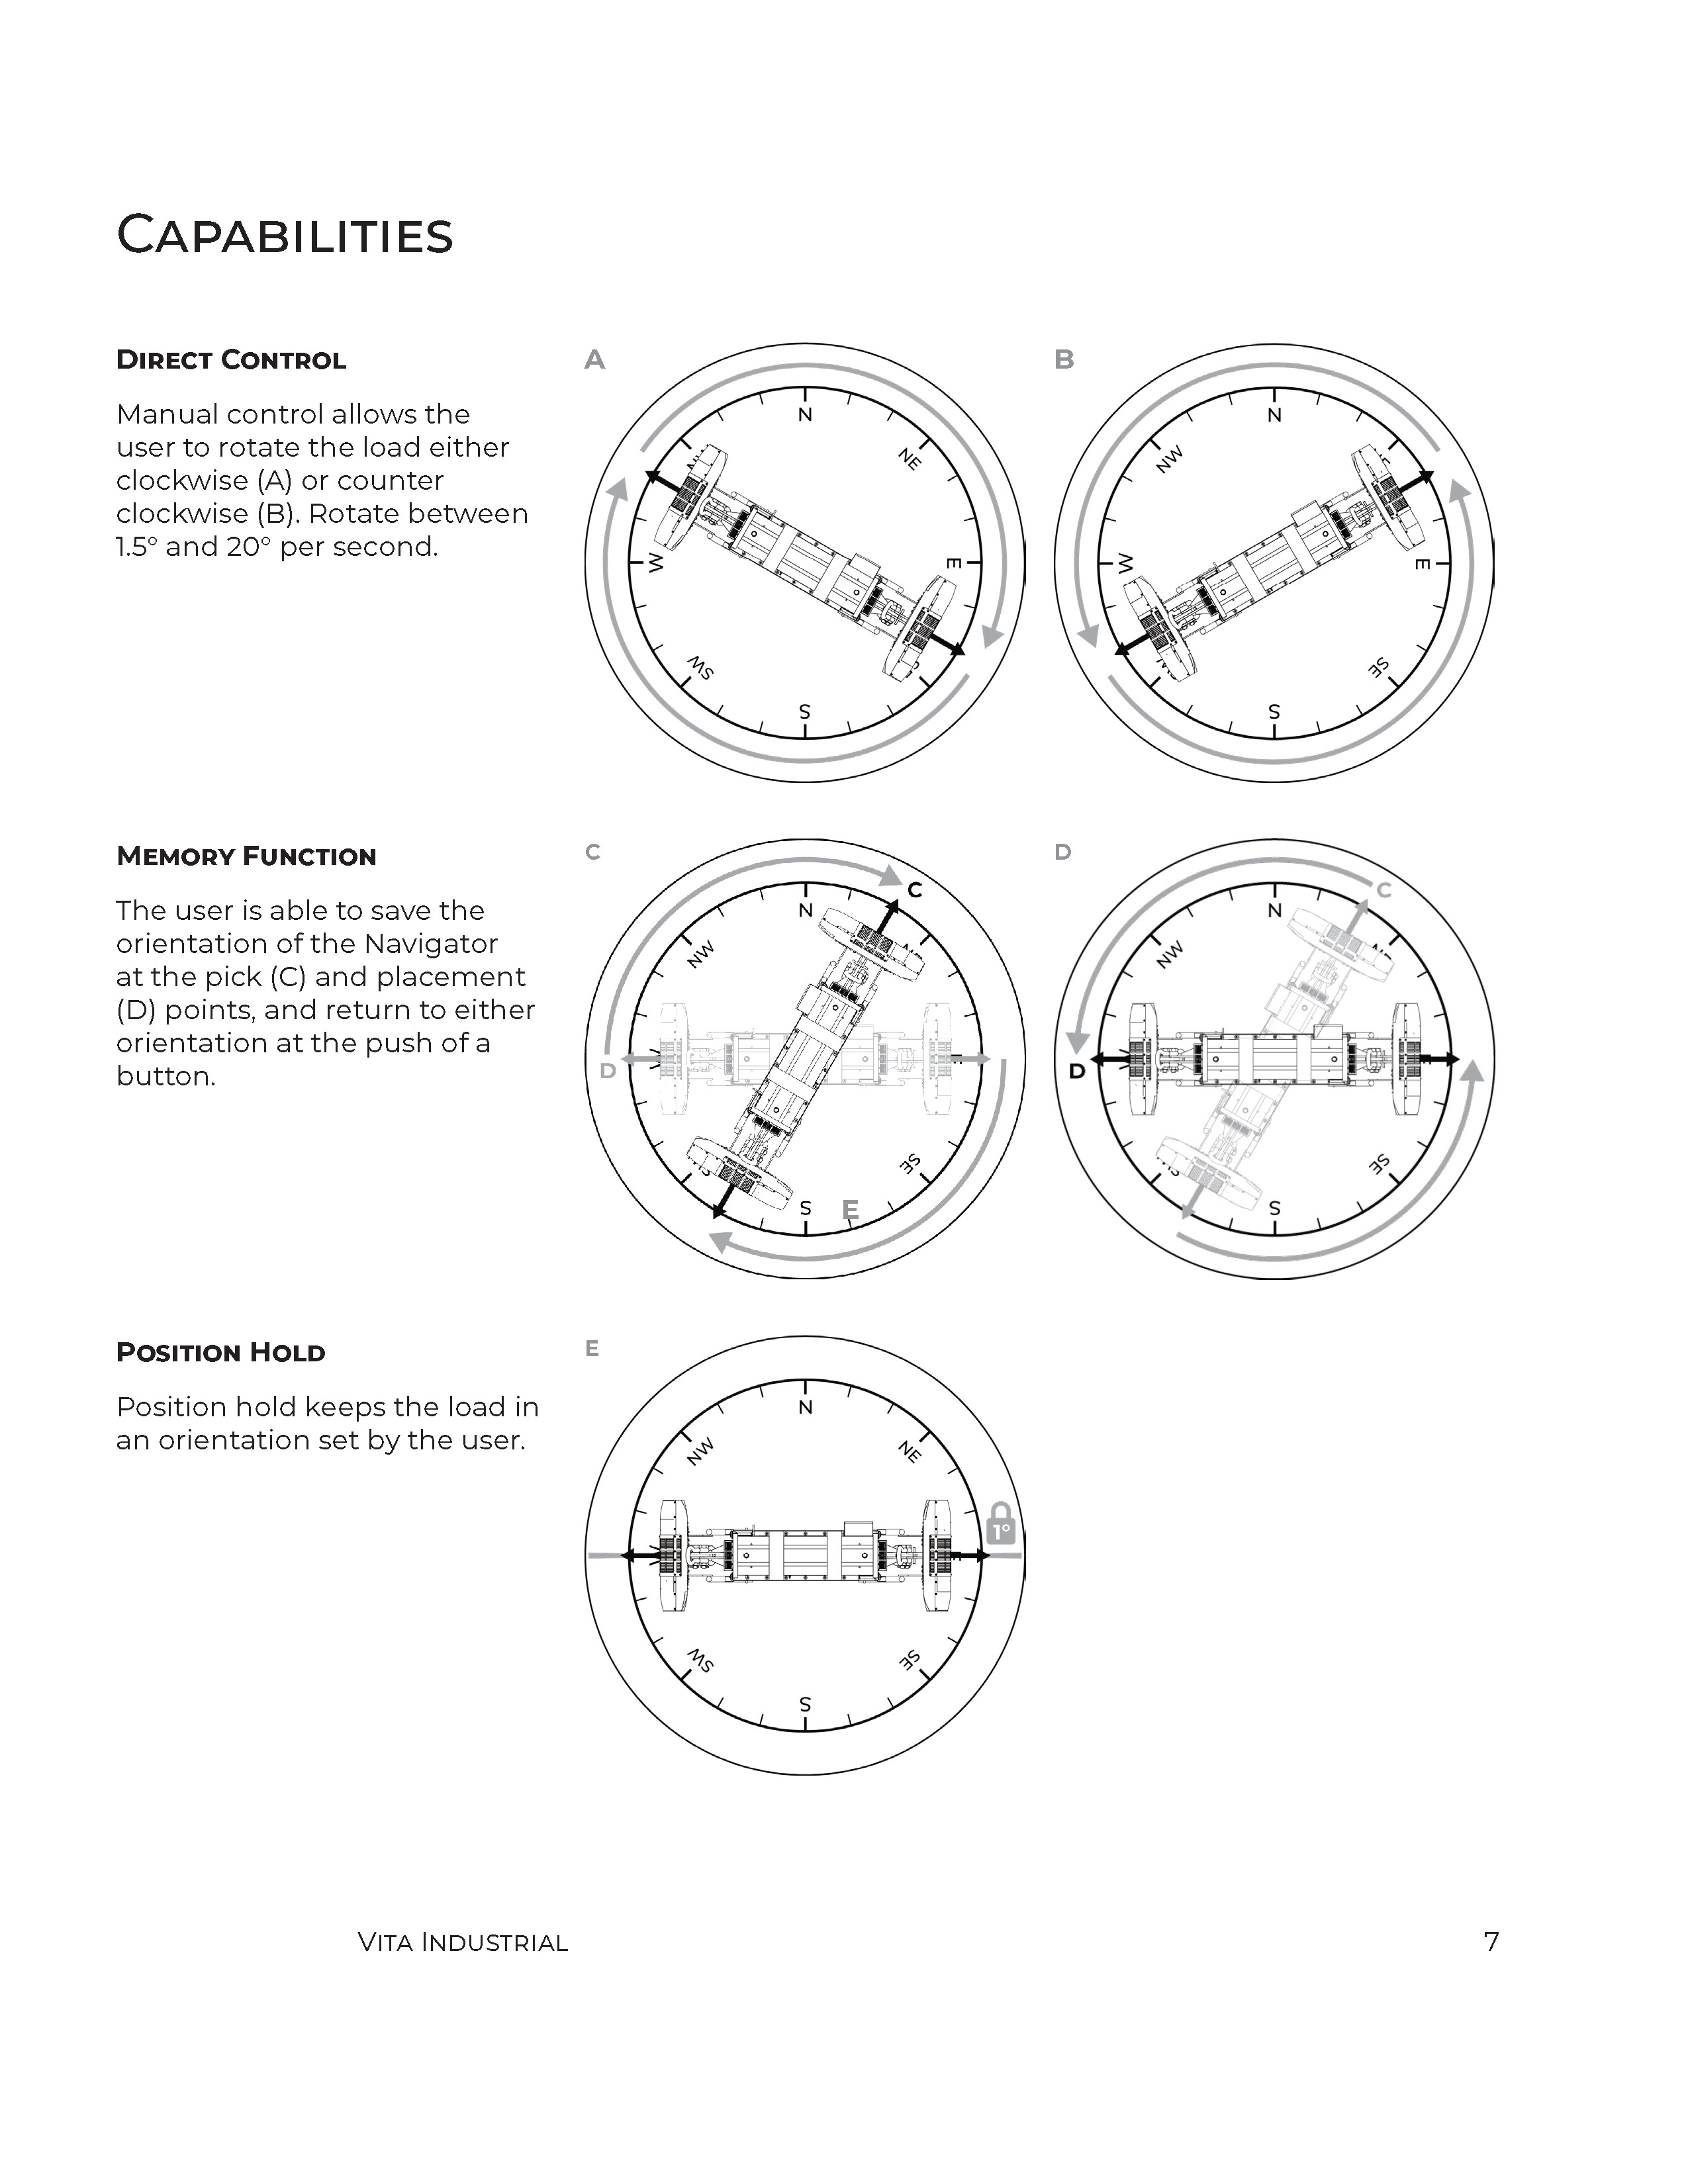 CAPABILITIES
DIRECT CONTROL
Manual control allows the
user to rotate the load either
clockwise (A) or counter
clockwise (B). Rotate between
1.5° and 20° per second.
A
N
NE
E
S
SW
W
B
N
NW
E
SE
S
W
MEMORY FUNCTION
The user is able to save the
orientation of the Navigator
at the pick (C) and placement
(D) points, and return to either
orientation at the push of a
button.
C
C
N
NW
D
SE
S
E
D
C
N
NW
D
SE
S
POSITION HOLD
Position hold keeps the load in
an orientation set by the user.
E
N
NW
NE
1°
SW
SE
S
VITA INDUSTRIAL
7